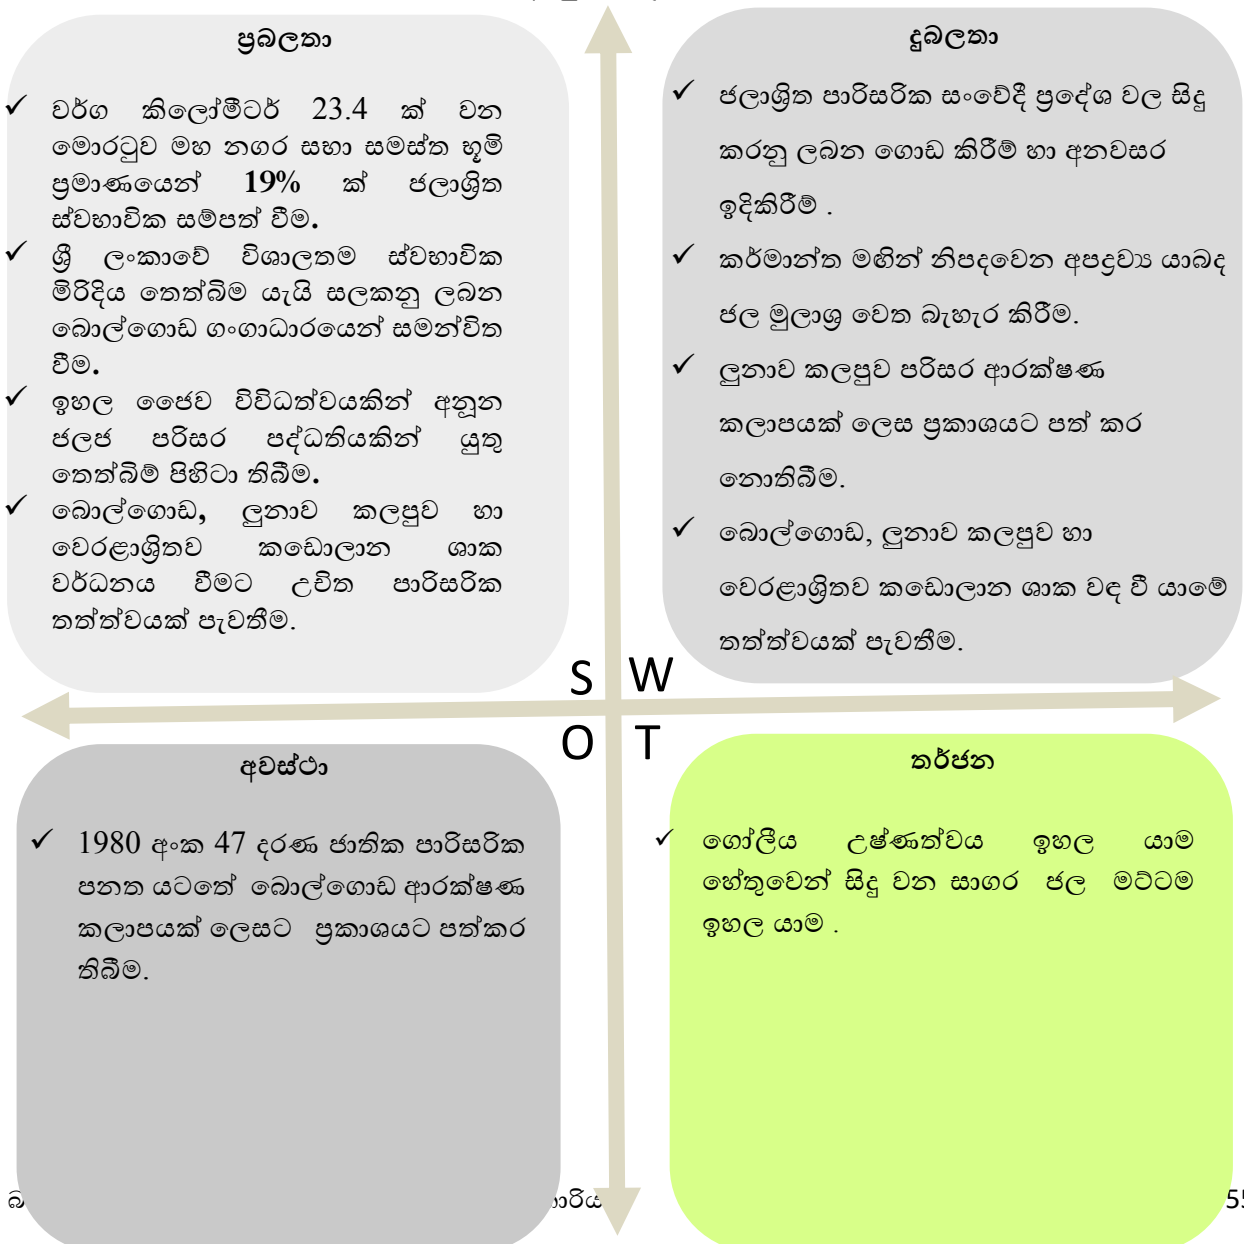 ප්‍රබලතා
වර්ග කිලෝමීටර් 23.4 ක් වන
මොරටුව මහ නගර සභා සමස්ත භූමි
ප්‍රමාණයෙන් 19% ක් ජලාශ්‍රිත
ස්වභාවික සම්පත් වීම.
ශ්‍රී ලංකාවේ විශාලතම ස්වභාවික
මිරිදිය තෙත්බිම යැයි සලකනු ලබන
බොල්ගොඩ ගංගාධාරයෙන් සමන්විත
වීම.
ඉහල ජෛව විවිධත්වයකින් අනූන
ජලජ පරිසර පද්ධතියකින් යුතු
තෙත්බිම් පිහිටා තිබීම.
බොල්ගොඩ, ලුනාව කලපුව හා
වෙරළාශ්‍රිතව කඩොලාන ශාක
වර්ධනය වීමට උචිත පාරිසරික
තත්ත්වයක් පැවතීම.
දුබලතා
ජලාශ්‍රිත පාරිසරික සංවේදී ප්‍රදේශ වල සිදු
කරනු ලබන ගොඩ කිරීම් හා අනවසර
ඉදිකිරීම් .
කර්මාන්ත මඟින් නිපදවෙන අපද්‍රව්‍ය යාබද
ජල මුලාශ්‍ර වෙත බැහැර කිරීම.
ලුනාව කලපුව පරිසර ආරක්ෂණ
කලාපයක් ලෙස ප්‍රකාශයට පත් කර
නොතිබීම.
බොල්ගොඩ, ලුනාව කලපුව හා
වෙරළාශ්‍රිතව කඩොලාන ශාක වඳ වී යාමේ
තත්ත්වයක් පැවතීම.
S W
O T
අවස්ථා
1980 අංක 47 දරණ ජාතික පාරිසරික
පනත යටතේ බොල්ගොඩ ආරක්ෂණ
කලාපයක් ලෙසට ප්‍රකාශයට පත්කර
තිබීම.
තර්ජන
ගෝලීය උෂ්ණත්වය ඉහල යාම
හේතුවෙන් සිදු වන සාගර ජල මට්ටම
ඉහල යාම .